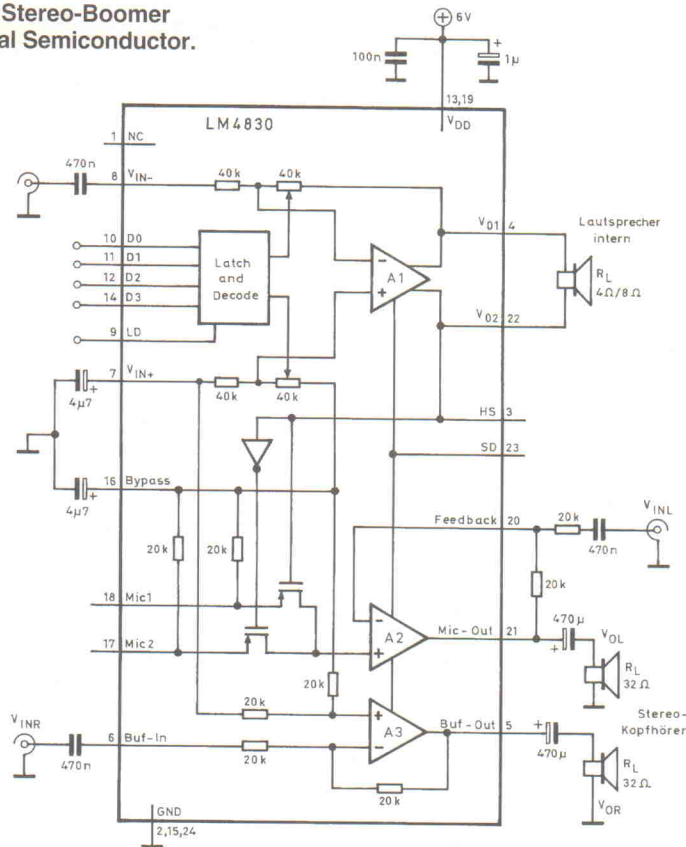 Stereo-Boomer
al Semiconductor.
6V
100n
+
1µ
13,19
VDD
LM4830
1 NC
470n
8 VIN-
40k
40k
10 D0
11 D1
12 D2
14 D3
9 LD
Latch
and
Decode
-
A1
+
VO1 4
Lautsprecher
intern
RL
4Ω/8Ω
VO2 22
7 VIN+
4µ7
+
40k
40k
HS 3
SD 23
16 Bypass
4µ7
+
20k
20k
Feedback 20
20k
470n
VINL
20k
18 Mic1
17 Mic2
-
A2
+
Mic-Out 21
470µ
+
VOL
RL
32Ω
20k
20k
+
A3
-
Buf-Out 5
+
470µ
Stereo-
Kopfhörer
RL
32Ω
VOR
VINR
470n
6 Buf-In
20k
20k
GND
2,15,24